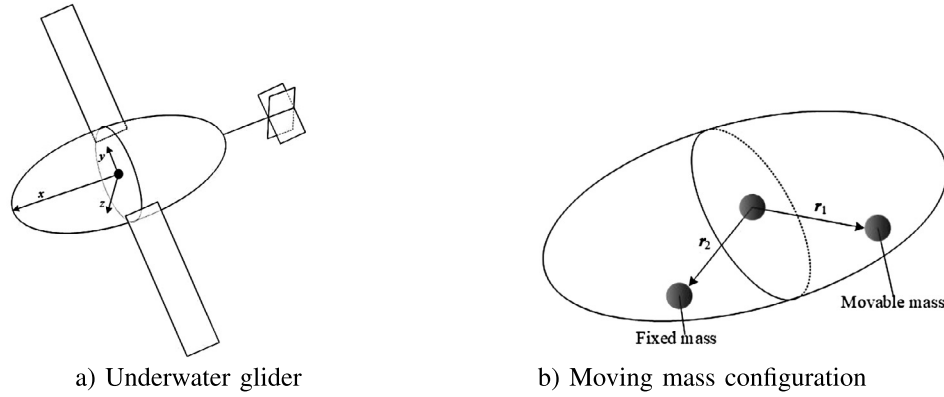 y
x
z
r1
r2
Movable mass
Fixed mass
a) Underwater glider
b) Moving mass configuration